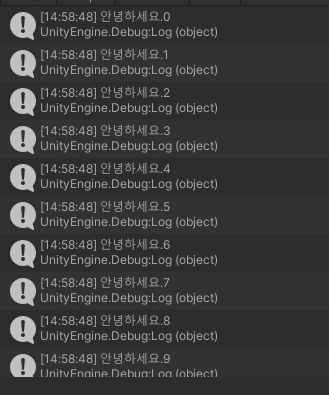 [14:58:48] 안녕하세요.0
UnityEngine.Debug:Log (object)
[14:58:48] 안녕하세요.1
UnityEngine.Debug:Log (object)
[14:58:48] 안녕하세요.2
UnityEngine.Debug:Log (object)
[14:58:48] 안녕하세요.3
UnityEngine.Debug:Log (object)
[14:58:48] 안녕하세요.4
UnityEngine.Debug:Log (object)
[14:58:48] 안녕하세요.5
UnityEngine.Debug:Log (object)
[14:58:48] 안녕하세요.6
UnityEngine.Debug:Log (object)
[14:58:48] 안녕하세요.7
UnityEngine.Debug:Log (object)
[14:58:48] 안녕하세요.8
UnityEngine.Debug:Log (object)
[14:58:48] 안녕하세요.9
UnityEngine.Debug:Log (object)